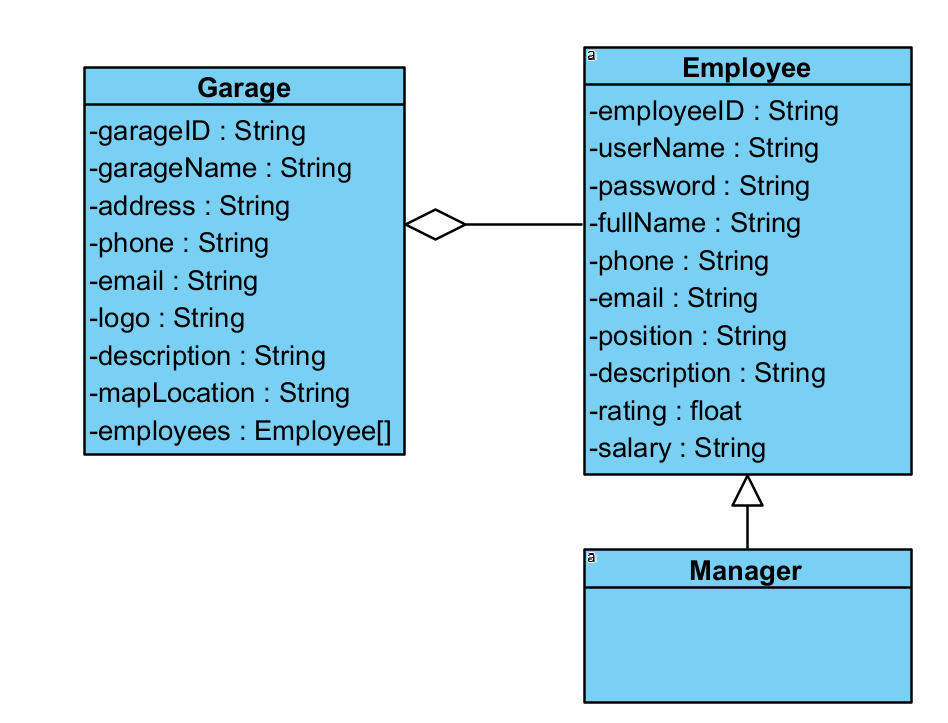 Garage
-garageID : String
-garageName : String
-address : String
-phone : String
-email : String
-logo : String
-description : String
-mapLocation : String
-employees : Employee[]
a
Employee
-employeeID : String
-userName : String
-password : String
-fullName : String
-phone : String
-email : String
-position : String
-description : String
-rating : float
-salary : String
a
Manager